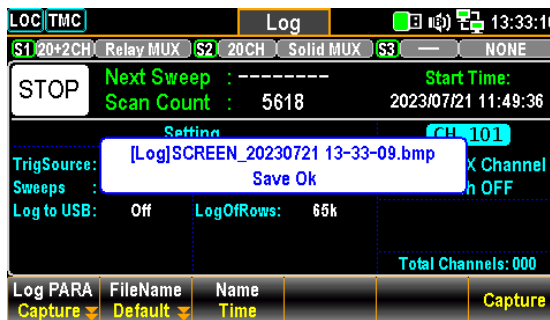 LOC TMC Log 13:33:1
S1 20+2CH Relay MUX S2 20CH Solid MUX S3 — NONE
STOP
Next Sweep : --------
Scan Count : 5618
Start Time:
2023/07/21 11:49:36
Setting
CH 101
[Log]SCREEN_20230721 13-33-09.bmp
Save Ok
TrigSource:
X Channel
Sweeps :
h OFF
Log to USB: Off LogOfRows: 65k
Total Channels: 000
Log PARA FileName Name
Capture Default Time Capture